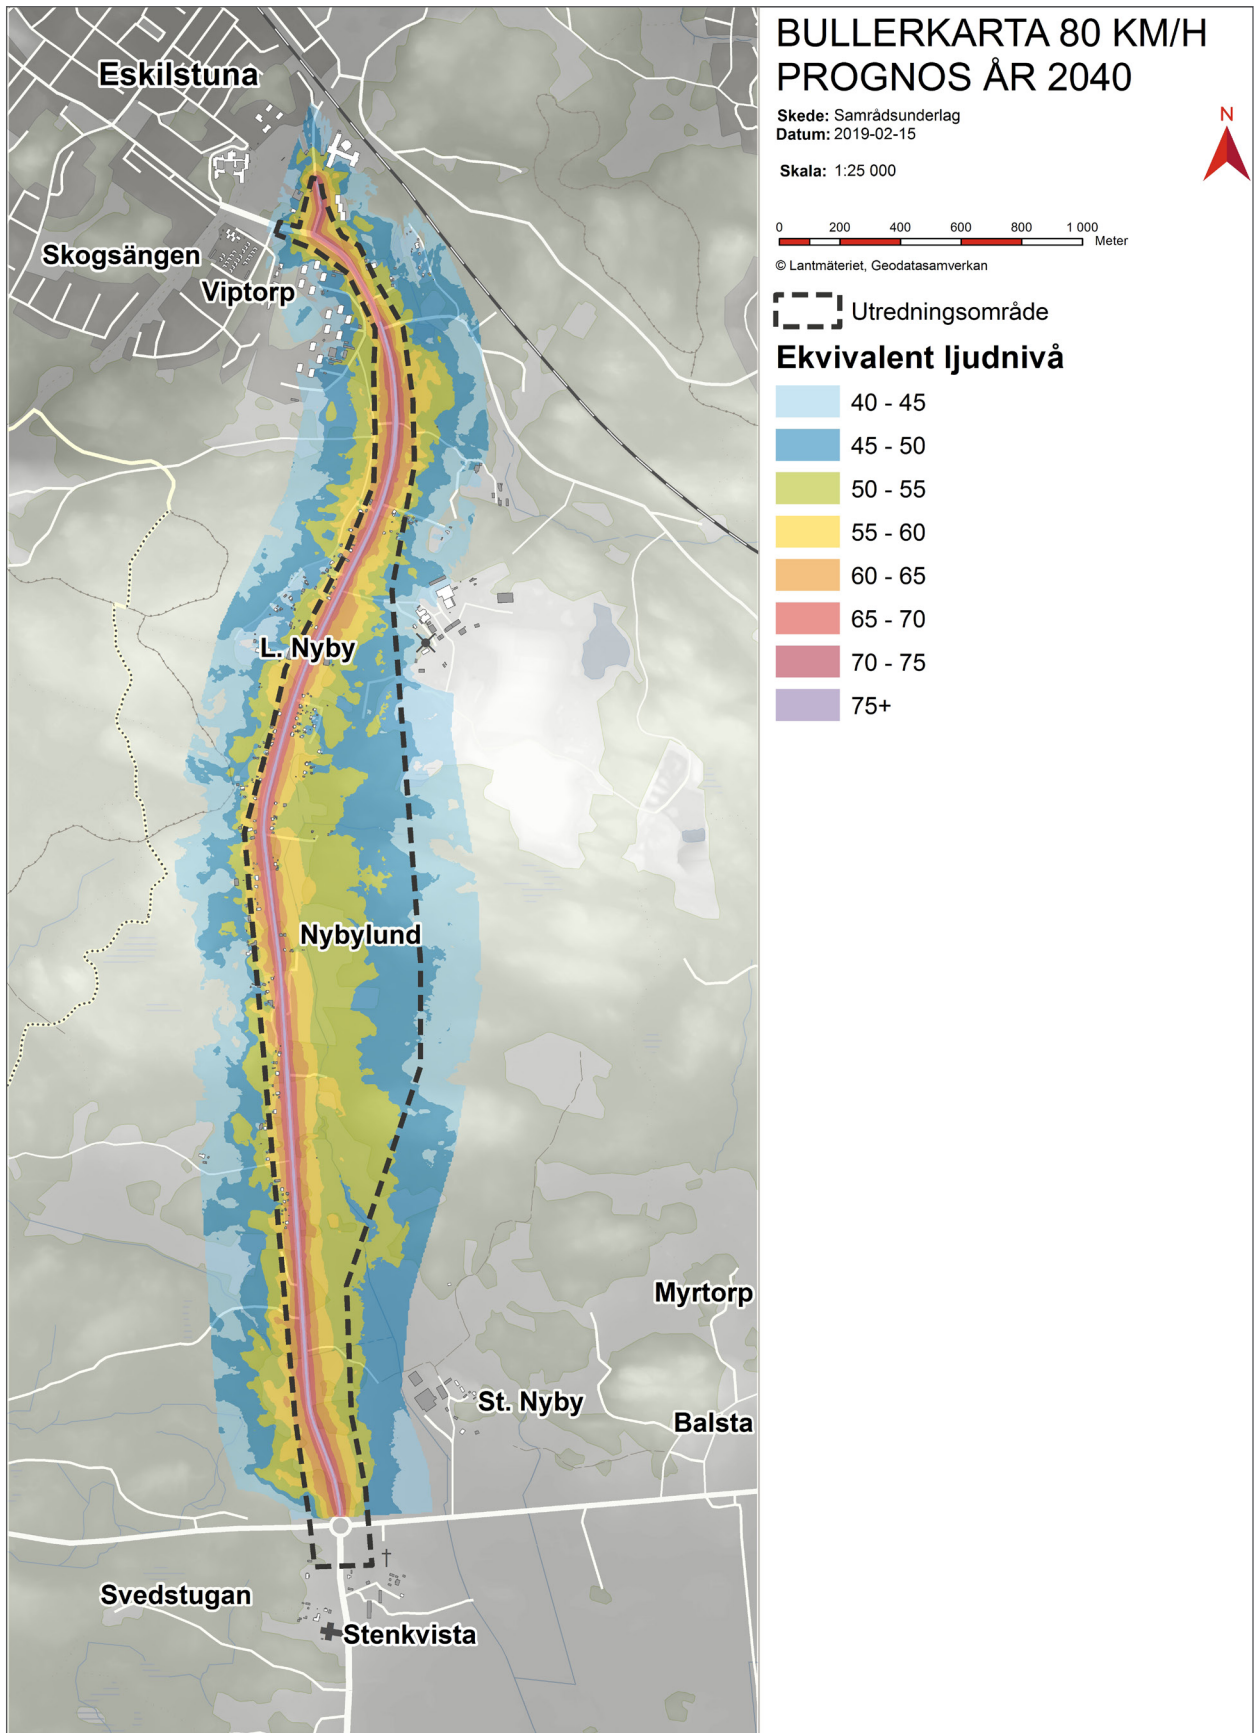 BULLERKARTA 80 KM/H
PROGNOS ÅR 2040
Skede: Samrådsunderlag
Datum: 2019-02-15
Skala: 1:25 000
N
0 200 400 600 800 1 000
Meter
© Lantmäteriet, Geodatasamverkan
Utredningsområde
Ekvivalent ljudnivå
40 - 45
45 - 50
50 - 55
55 - 60
60 - 65
65 - 70
70 - 75
75+
Eskilstuna
Skogsängen
Viptorp
L. Nyby
Nybylund
Myrtorp
St. Nyby
Balsta
Svedstugan
Stenkvista